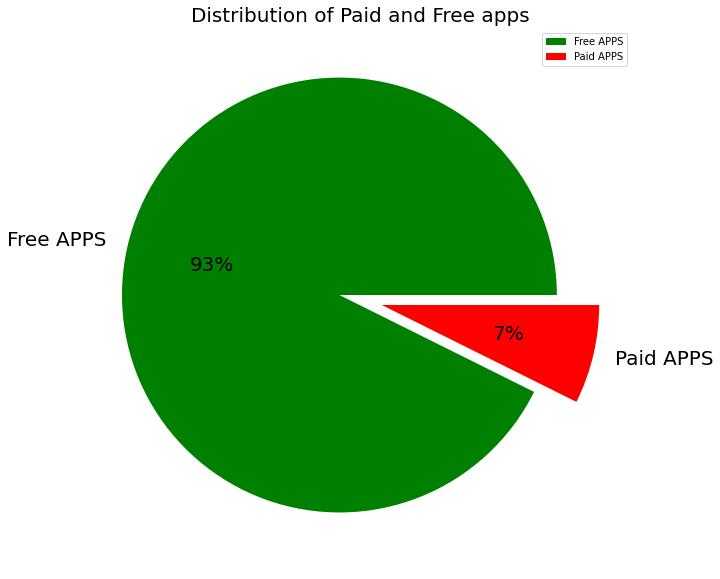 Distribution of Paid and Free apps
Free APPS
Paid APPS
Free APPS
93%
7%
Paid APPS